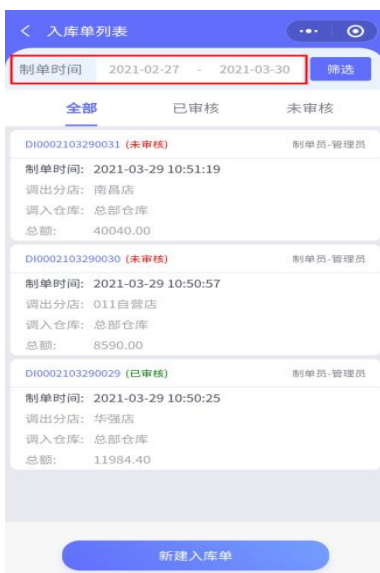 入库单列表
制单时间 2021-02-27 - 2021-03-30 筛选
全部 已审核 未审核
DI0002103290031 (未审核) 制单员-管理员
制单时间: 2021-03-29 10:51:19
调出分店: 南昌店
调入仓库: 总部仓库
总额: 40040.00
DI0002103290030 (未审核) 制单员-管理员
制单时间: 2021-03-29 10:50:57
调出分店: 011自营店
调入仓库: 总部仓库
总额: 8590.00
DI0002103290029 (已审核) 制单员-管理员
制单时间: 2021-03-29 10:50:25
调出分店: 华强店
调入仓库: 总部仓库
总额: 11984.40
新建入库单